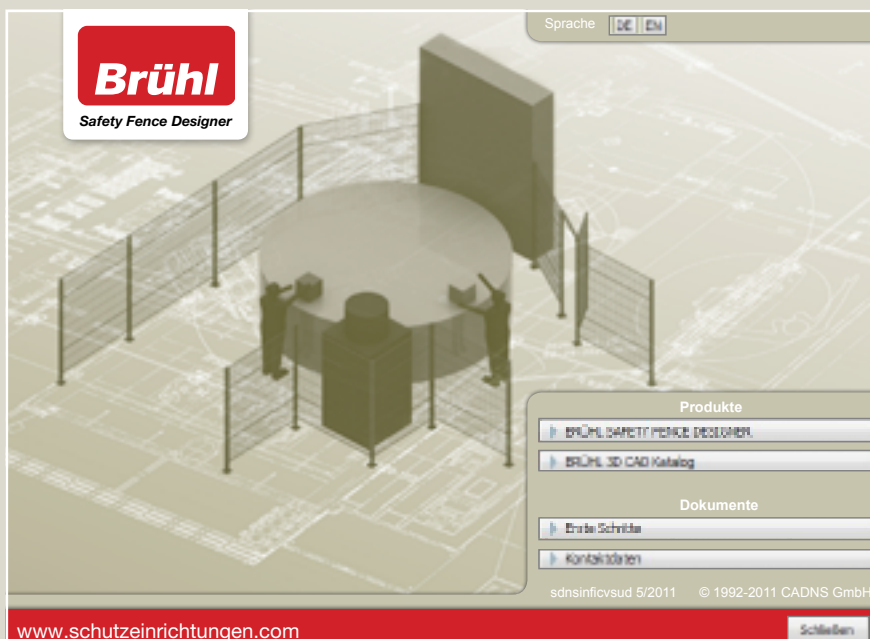 Sprache DE EN
Brühl
Safety Fence Designer
Produkte
BRÜHL SAFETY FENCE DESIGNER.
BRÜHL 3D CAD Katalog
Dokumente
Erste Schritte
Kontaktdaten
sdnsinficvsud 5/2011 © 1992-2011 CADNS GmbH
www.schutzeinrichtungen.com
Schließen